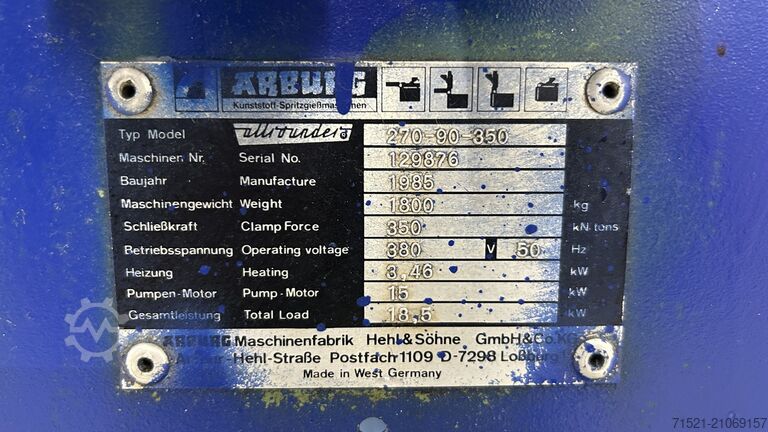 ARBURG
Kunststoff-Spritzgießmaschinen
Typ Model allrounder 270-90-350
Maschinen Nr. Serial No. 129876
Baujahr Manufacture 1985
Maschinengewicht Weight 1800 kg
Schließkraft Clamp Force 350 kN-tons
Betriebsspannung Operating voltage 380 V 50 Hz
Heizung Heating 3,46 kW
Pumpen-Motor Pump-Motor 15 kW
Gesamtleistung Total Load 18,5 kW
ARBURG Maschinenfabrik Hehl & Söhne GmbH & Co.KG
Hehl-Straße Postfach 1109 D-7298 Loßburg
Made in West Germany
71521-21069157